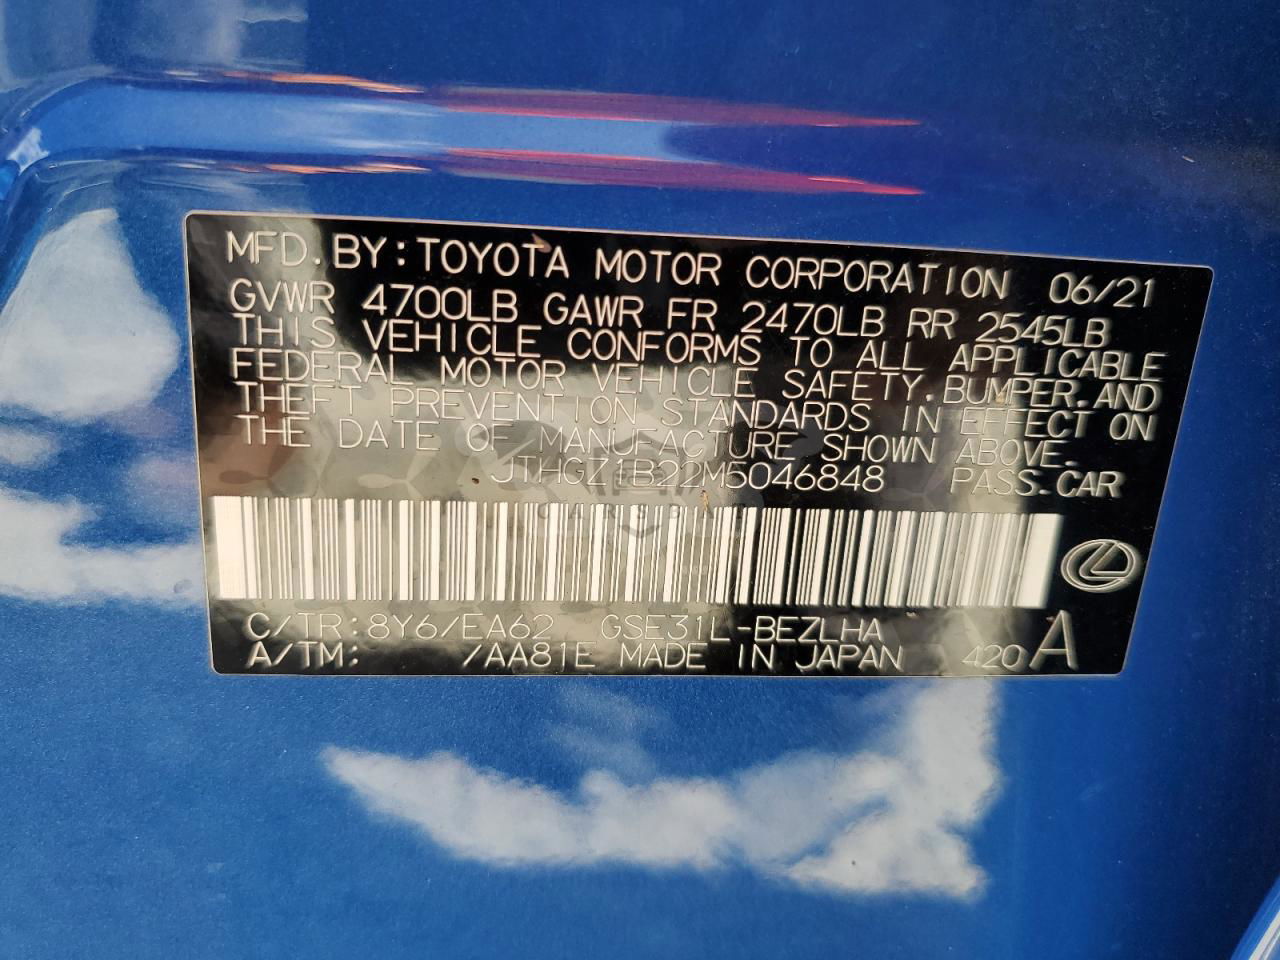 MFD. BY: TOYOTA MOTOR CORPORATION 06/21
GVWR 4700LB GAWR FR 2470LB RR 2545LB
THIS VEHICLE CONFORMS TO ALL APPLICABLE
FEDERAL MOTOR VEHICLE SAFETY, BUMPER, AND
THEFT PREVENTION STANDARDS IN EFFECT ON
THE DATE OF MANUFACTURE SHOWN ABOVE.
JTHGZ1B22M5046848 PASS. CAR
C/TR: 8Y6/EA62 GSE31L-BEZLHA
A/TM: /AA81E MADE IN JAPAN 420 A